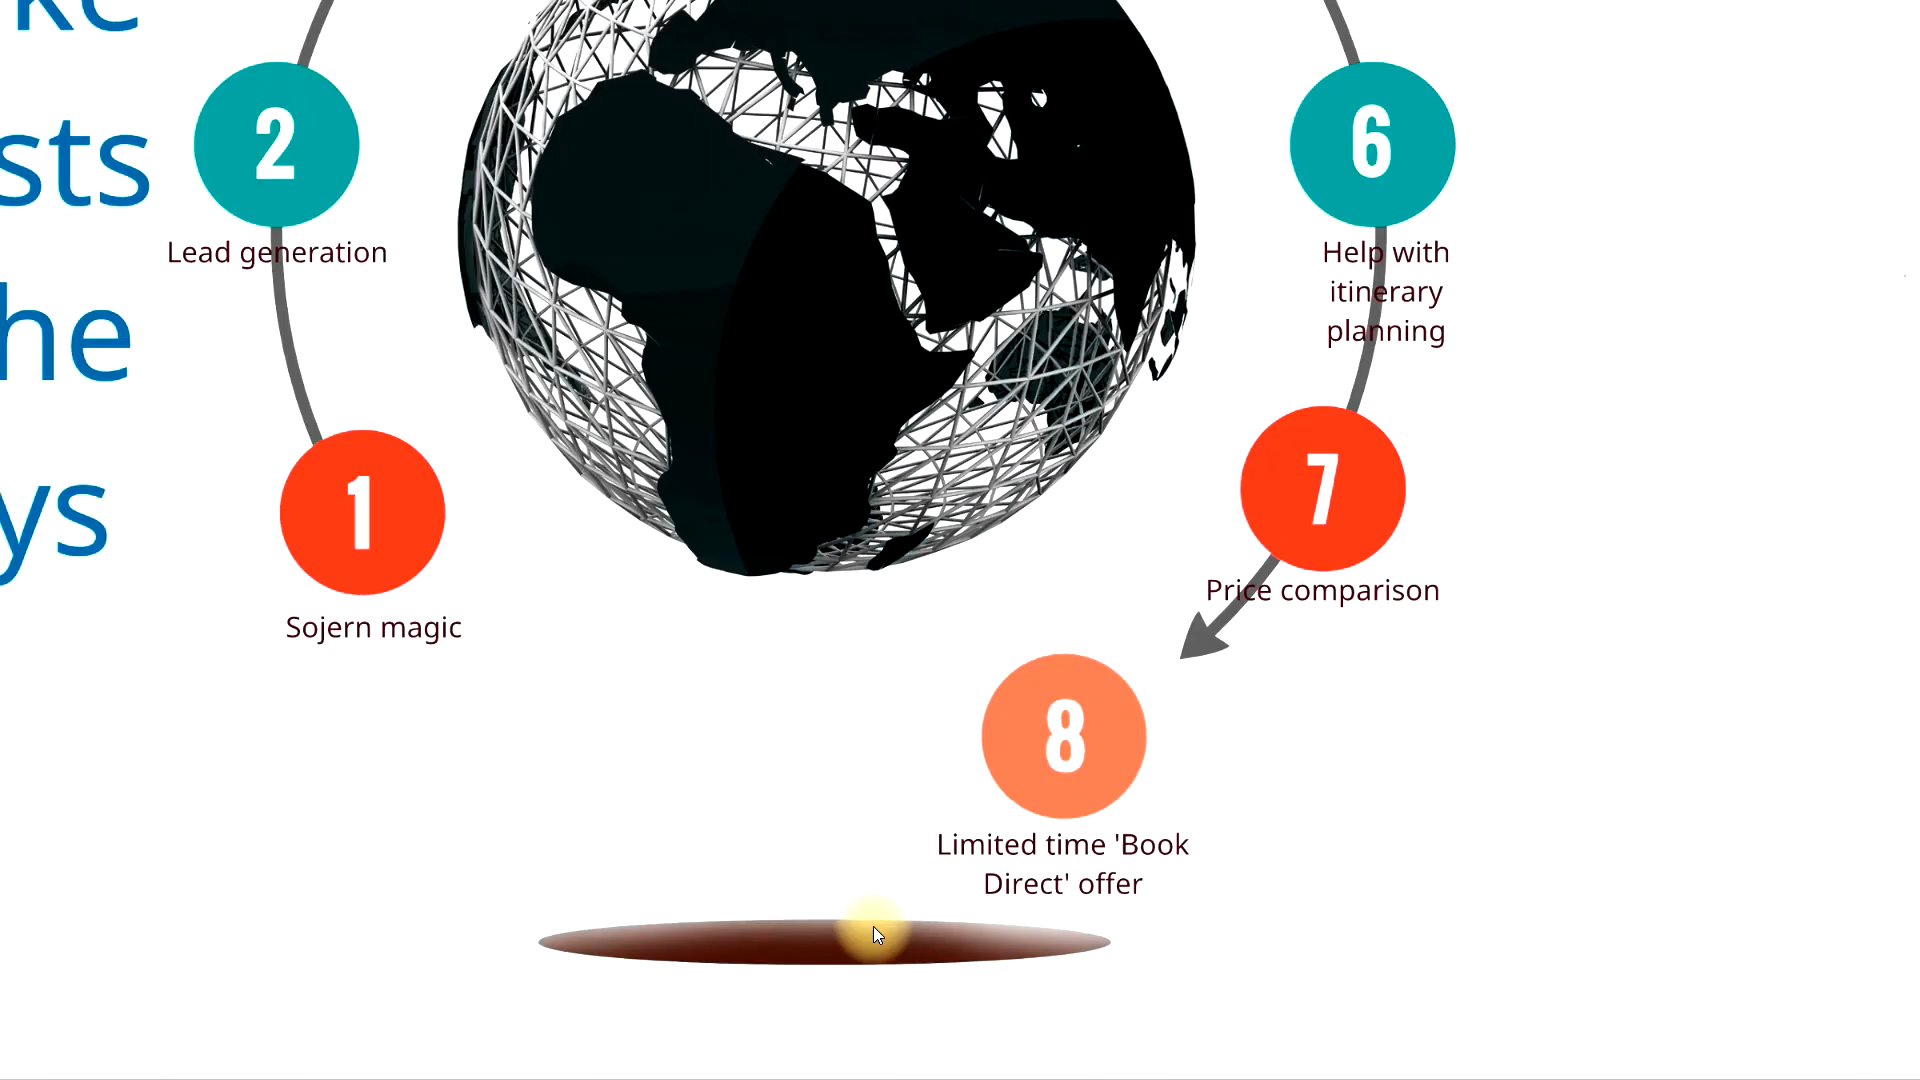 sts
he
ys
2
Lead generation
1
Sojern magic
6
Help with
itinerary
planning
7
Price comparison
8
Limited time 'Book
Direct' offer